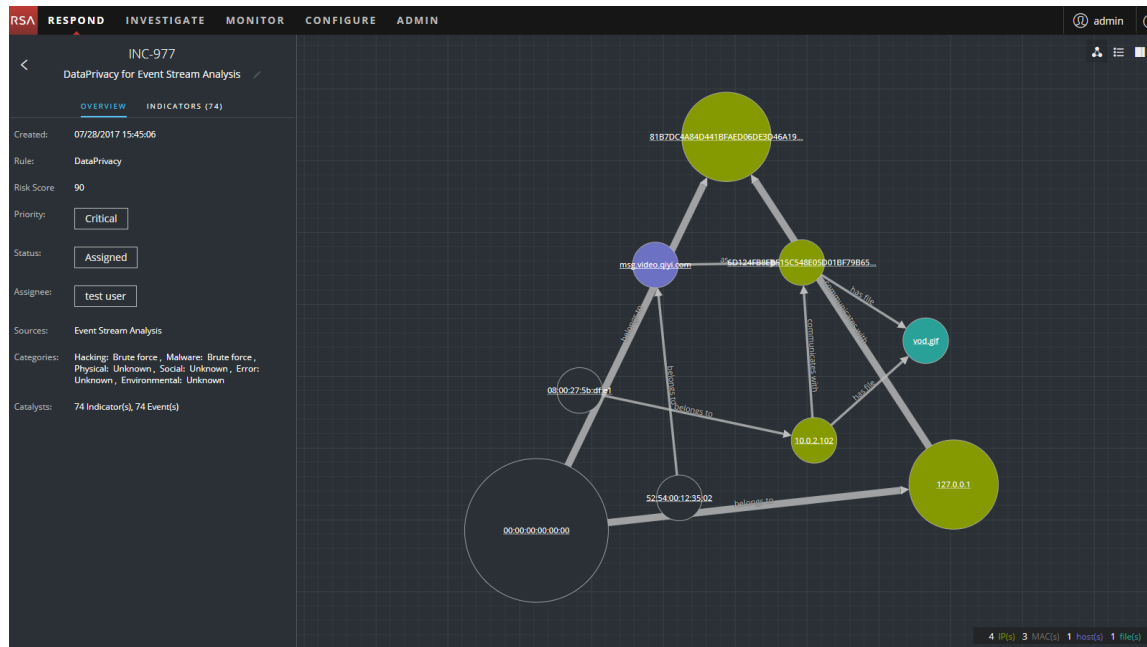 RSA RESPOND INVESTIGATE MONITOR CONFIGURE ADMIN admin
INC-977
DataPrivacy for Event Stream Analysis
OVERVIEW INDICATORS (74)
Created: 07/28/2017 15:45:06
Rule: DataPrivacy
Risk Score 90
Priority: Critical
Status: Assigned
Assignee: test user
Sources: Event Stream Analysis
Categories: Hacking: Brute force , Malware: Brute force ,
Physical: Unknown , Social: Unknown , Error:
Unknown , Environmental: Unknown
Catalysts: 74 Indicator(s), 74 Event(s)
81B7DC4A84D441BFAED06DE3D46A19...
msg.video.qiyi.com
as
communicates with
has file
belongs to
vod.gif
communicates with
belongs to
08:00:27:5b:df:e1
belongs to
has file
10.0.2.102
127.0.0.1
52:54:00:12:35:02
belongs to
00:00:00:00:00:00
4 IP(s) 3 MAC(s) 1 host(s) 1 file(s)